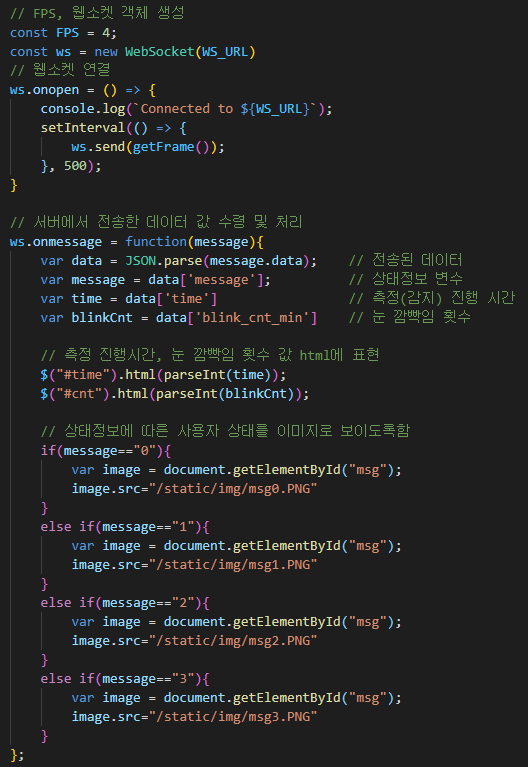 // FPS, 웹소켓 객체 생성
const FPS = 4;
const ws = new WebSocket(WS_URL)
// 웹소켓 연결
ws.onopen = () => {
    console.log(`Connected to ${WS_URL}`);
    setInterval(() => {
        ws.send(getFrame());
    }, 500);
}

// 서버에서 전송한 데이터 값 수령 및 처리
ws.onmessage = function(message){
    var data = JSON.parse(message.data);    // 전송된 데이터
    var message = data['message'];          // 상태정보 변수
    var time = data['time']                 // 측정(감지) 진행 시간
    var blinkCnt = data['blink_cnt_min']    // 눈 깜빡임 횟수

    // 측정 진행시간, 눈 깜빡임 횟수 값 html에 표현
    $("#time").html(parseInt(time));
    $("#cnt").html(parseInt(blinkCnt));

    // 상태정보에 따른 사용자 상태를 이미지로 보이도록함
    if(message=="0"){
        var image = document.getElementById("msg");
        image.src="/static/img/msg0.PNG"
    }
    else if(message=="1"){
        var image = document.getElementById("msg");
        image.src="/static/img/msg1.PNG"
    }
    else if(message=="2"){
        var image = document.getElementById("msg");
        image.src="/static/img/msg2.PNG"
    }
    else if(message=="3"){
        var image = document.getElementById("msg");
        image.src="/static/img/msg3.PNG"
    }
};